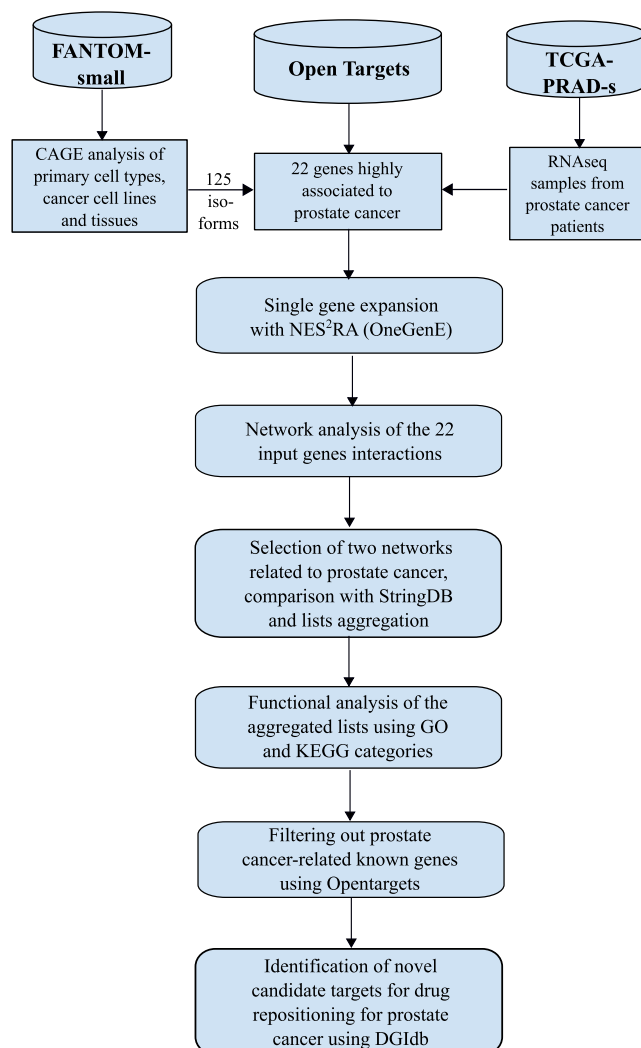 FANTOM-
small
Open Targets
TCGA-
PRAD-s
CAGE analysis of
primary cell types,
cancer cell lines
and tissues
125
iso-
forms
22 genes highly
associated to
prostate cancer
RNAseq
samples from
prostate cancer
patients
Single gene expansion
with NES²RA (OneGenE)
Network analysis of the 22
input genes interactions
Selection of two networks
related to prostate cancer,
comparison with StringDB
and lists aggregation
Functional analysis of the
aggregated lists using GO
and KEGG categories
Filtering out prostate
cancer-related known genes
using Opentargets
Identification of novel
candidate targets for drug
repositioning for prostate
cancer using DGIdb